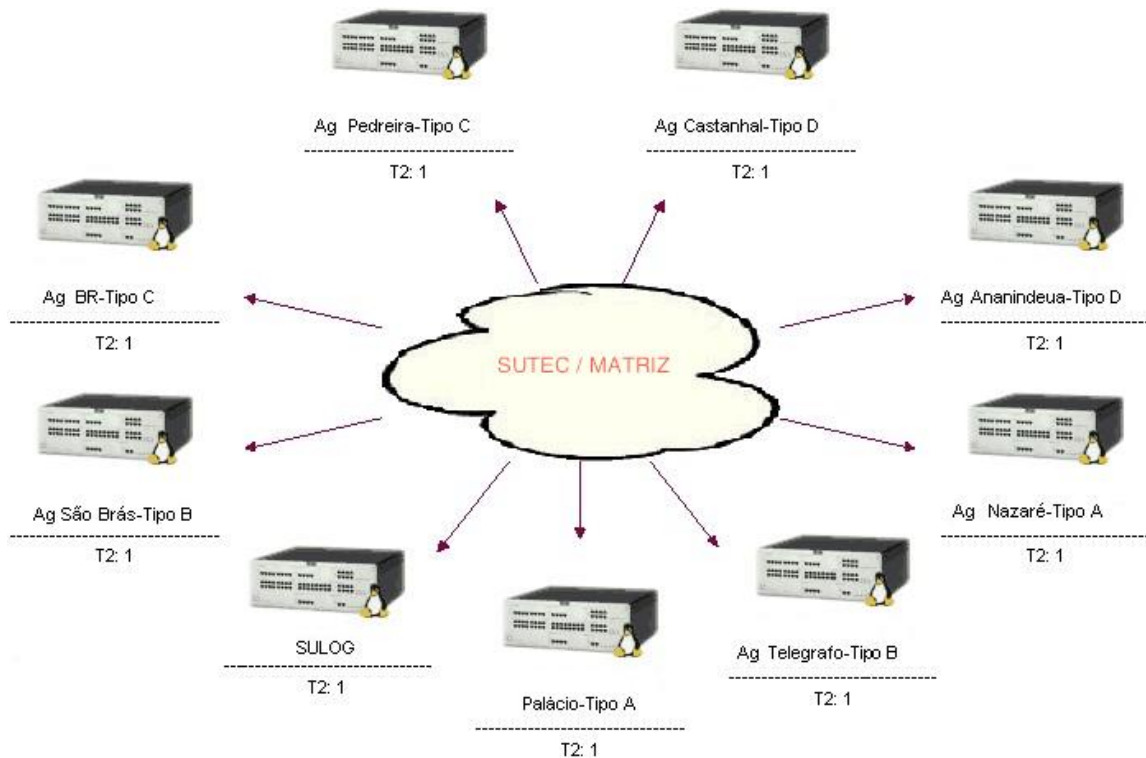 Ag Pedreira-Tipo C
T2: 1
Ag Castanhal-Tipo D
T2: 1
Ag BR-Tipo C
T2: 1
Ag Ananindeua-Tipo D
T2: 1
SUTEC / MATRIZ
Ag São Brás-Tipo B
T2: 1
Ag Nazaré-Tipo A
T2: 1
SULOG
T2: 1
Palácio-Tipo A
T2: 1
Ag Telegrafo-Tipo B
T2: 1